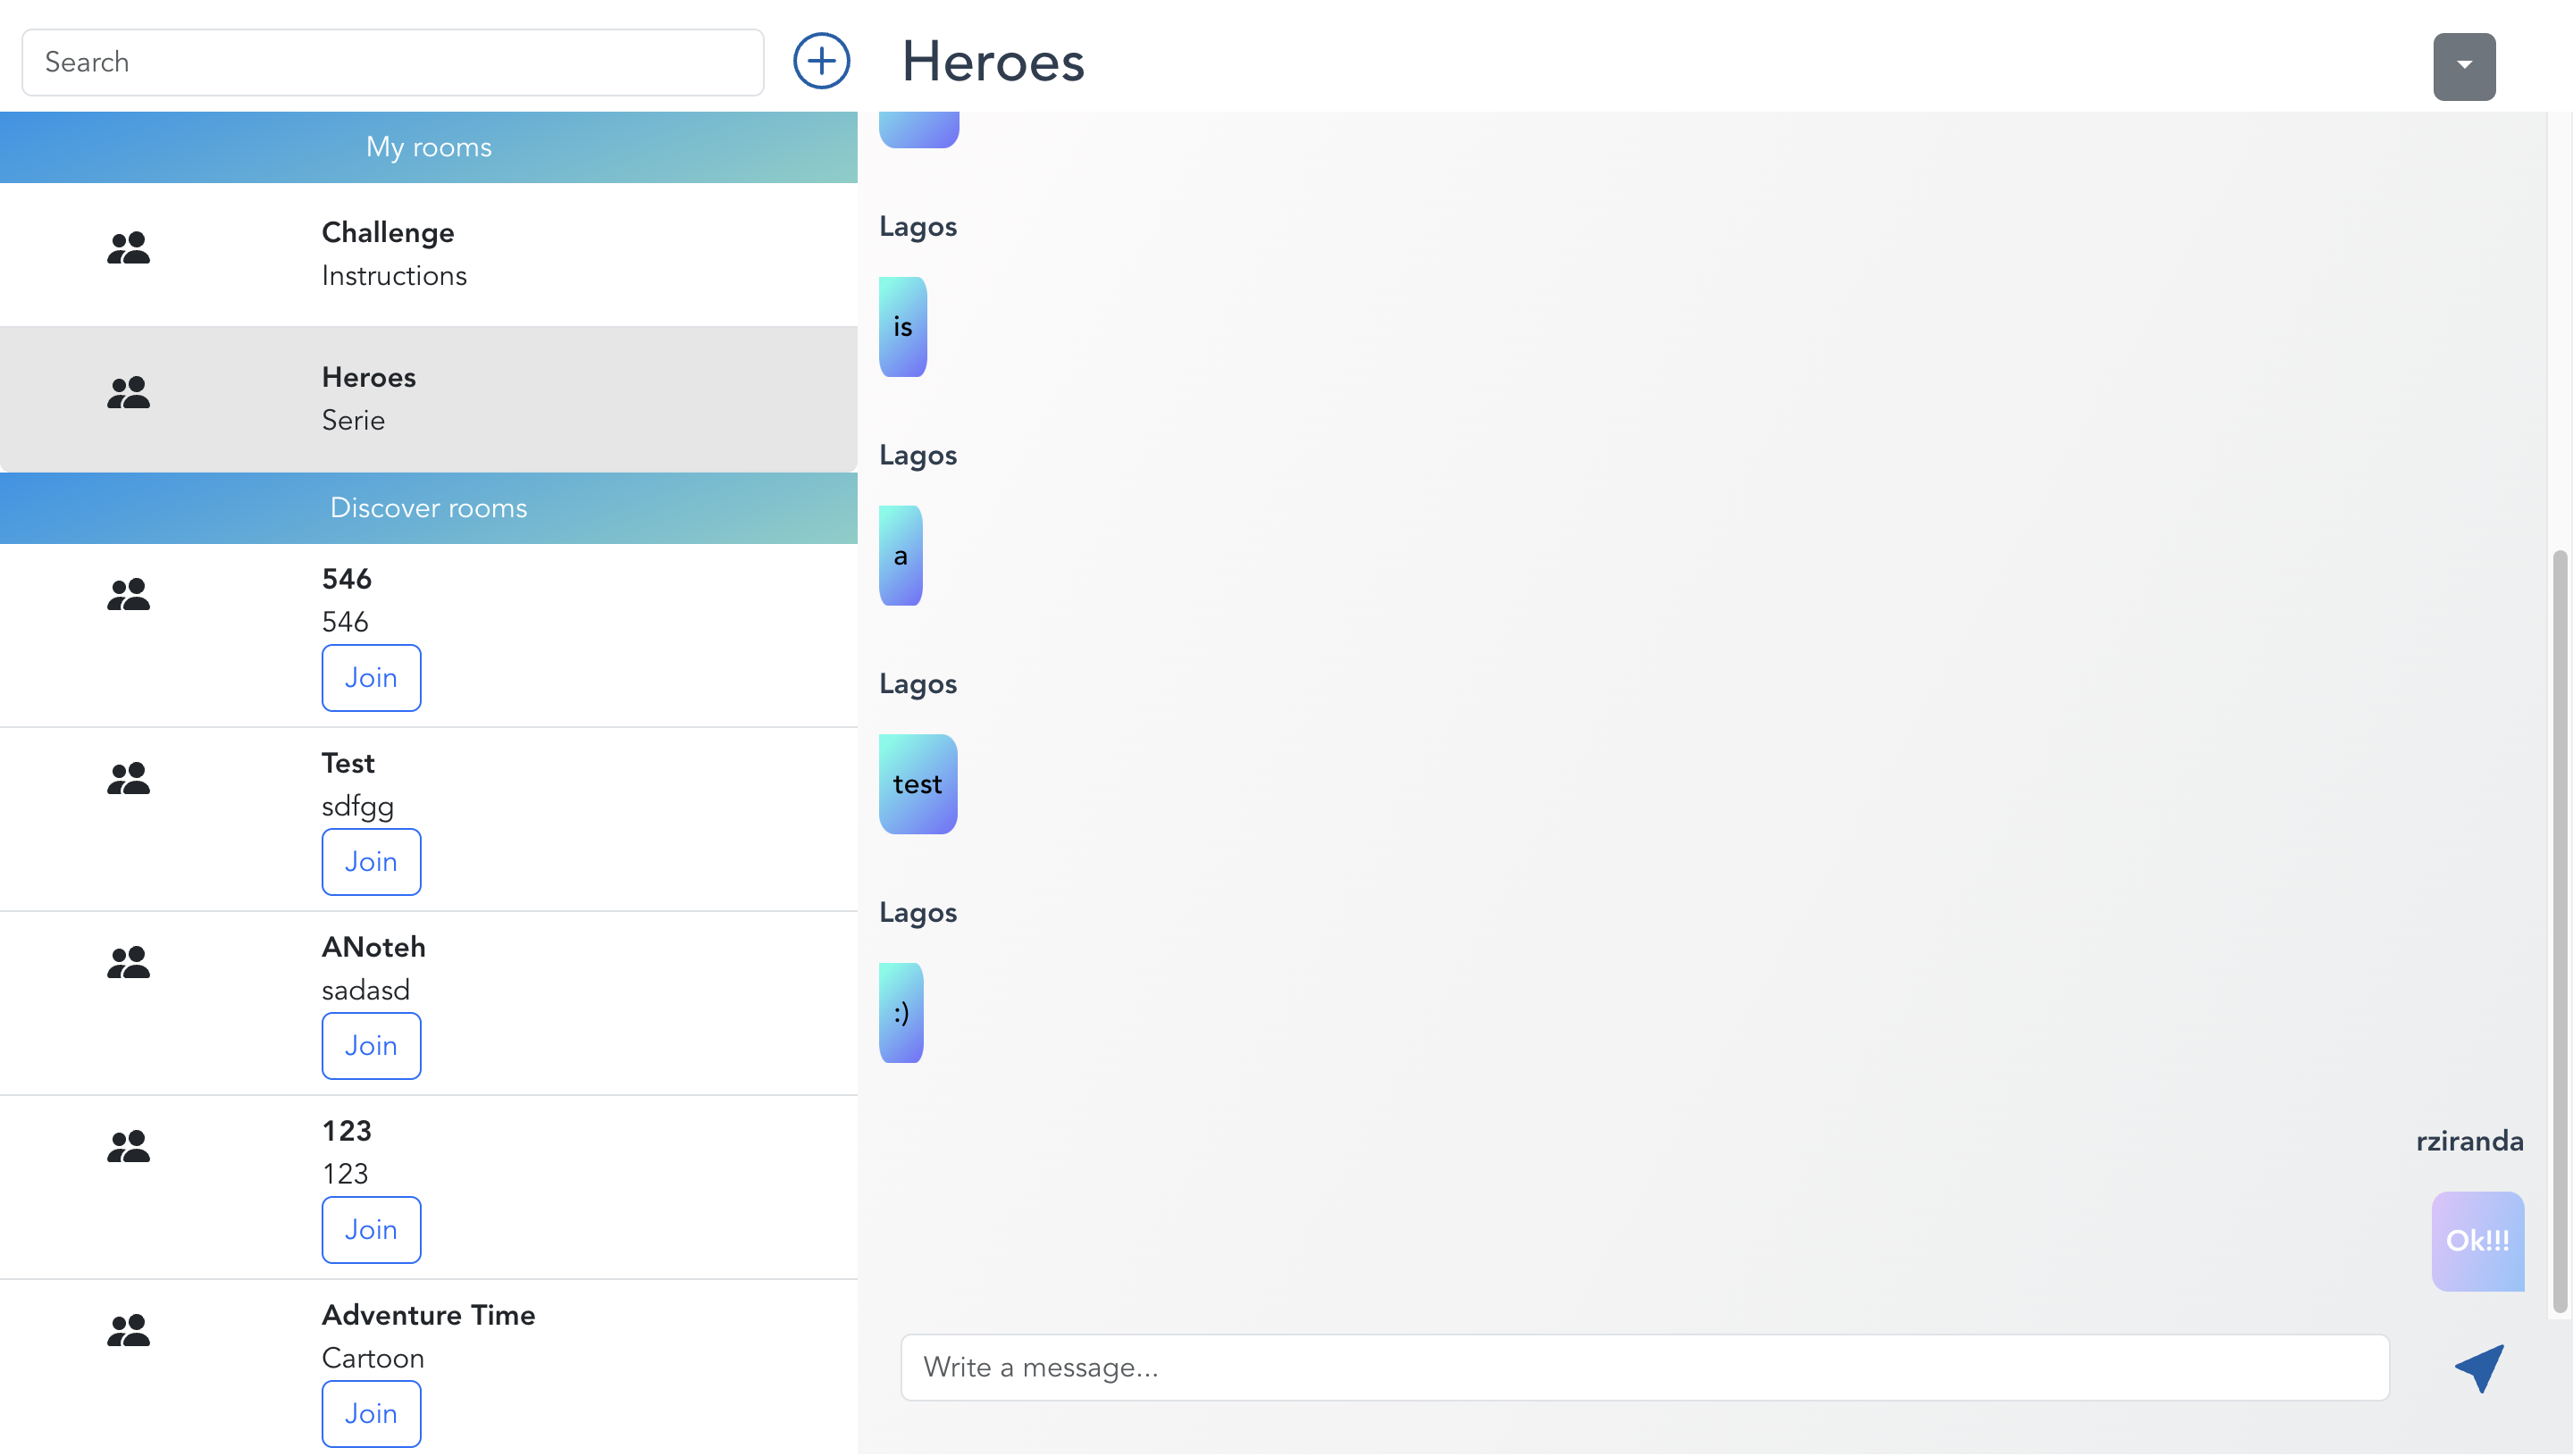 Search
Heroes
My rooms
Challenge
Instructions
Heroes
Serie
Discover rooms
546
546
Join
Test
sdfgg
Join
ANoteh
sadasd
Join
123
123
Join
Adventure Time
Cartoon
Join
Lagos
is
Lagos
a
Lagos
test
Lagos
:)
rziranda
Ok!!!
Write a message...